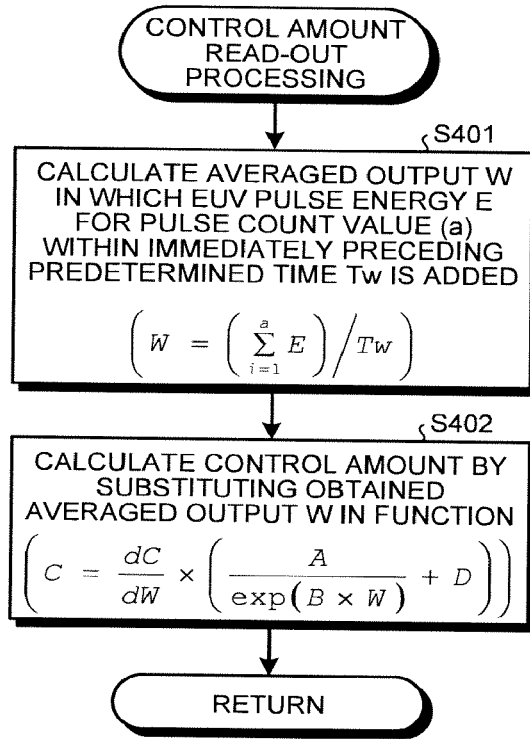 CONTROL AMOUNT
READ-OUT
PROCESSING
S401
CALCULATE AVERAGED OUTPUT W
IN WHICH EUV PULSE ENERGY E
FOR PULSE COUNT VALUE (a)
WITHIN IMMEDIATELY PRECEDING
PREDETERMINED TIME Tw IS ADDED
( W = ( ∑_{i=1}^{a} E ) / Tw )
S402
CALCULATE CONTROL AMOUNT BY
SUBSTITUTING OBTAINED
AVERAGED OUTPUT W IN FUNCTION
( C = dC/dW × ( A / exp(B × W) + D ) )
RETURN